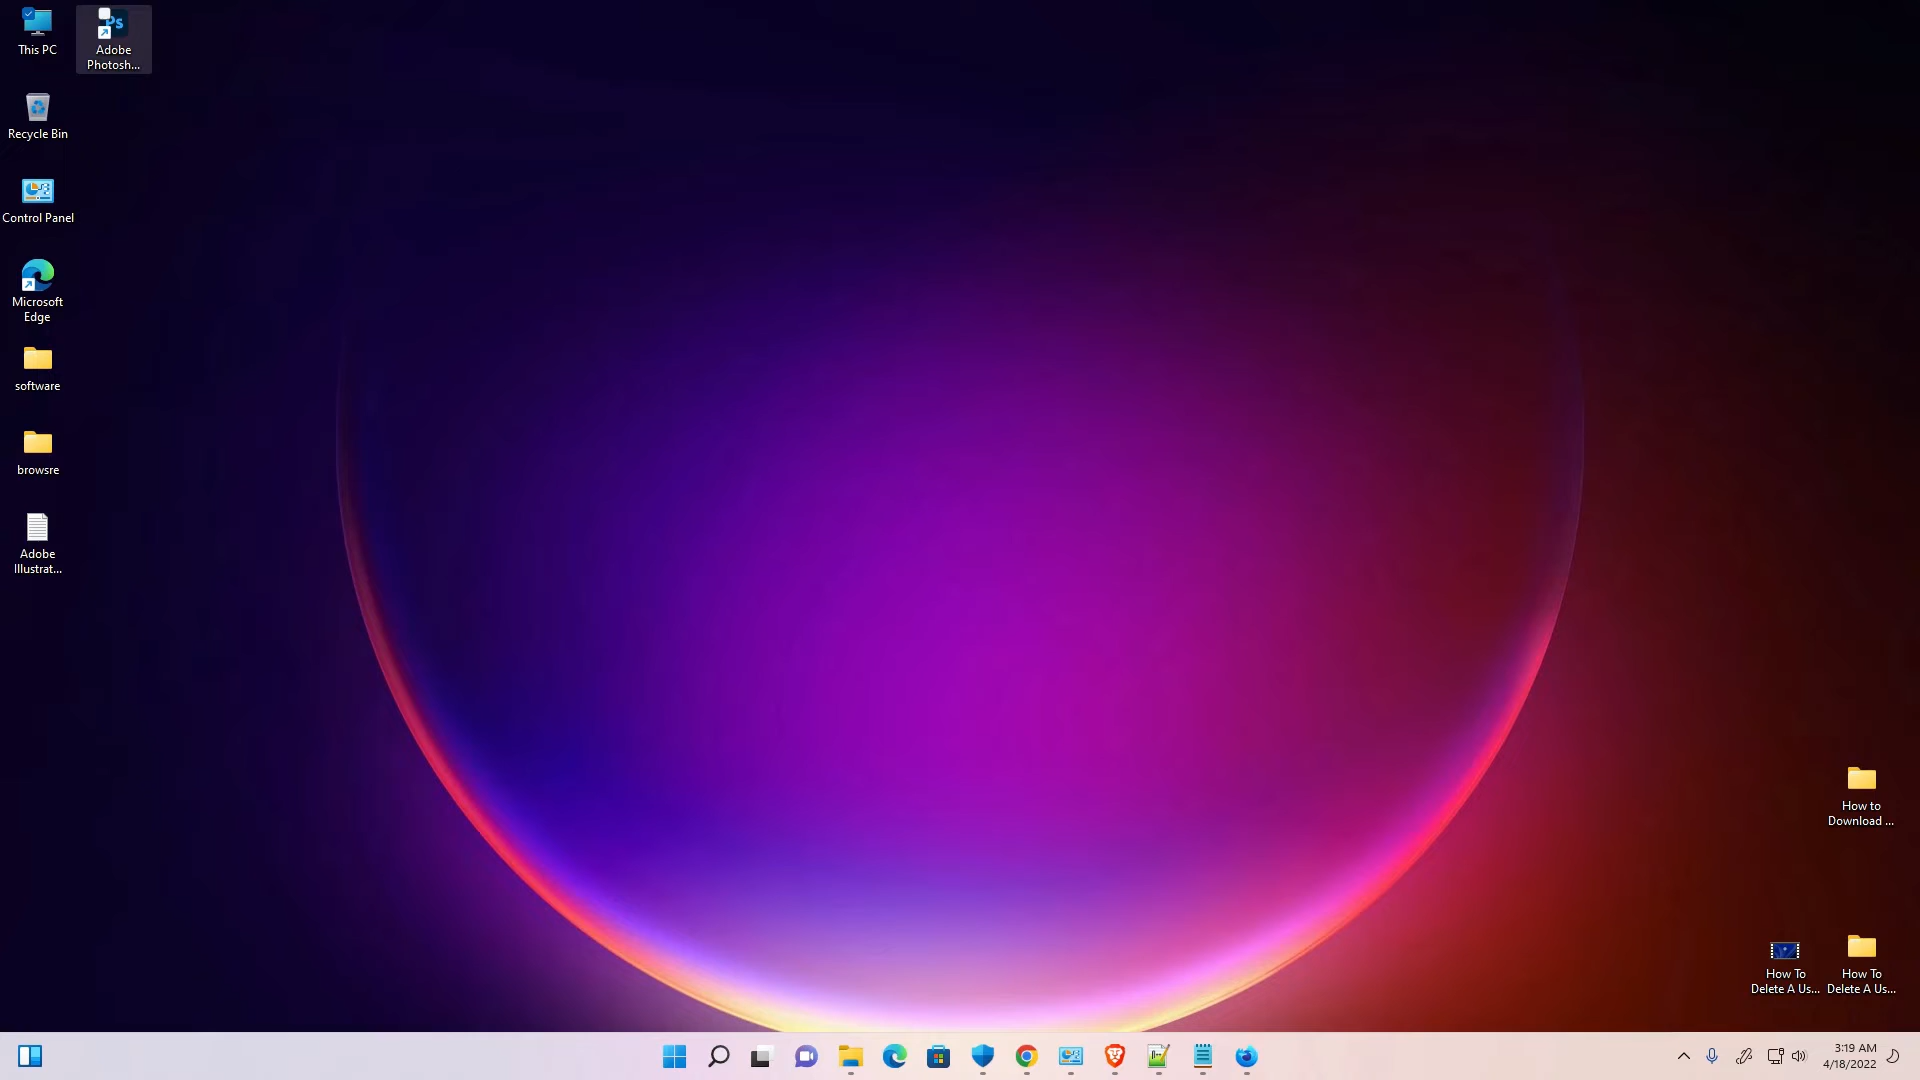 This PC
Ps
Adobe
Photosh...
Recycle Bin
Control Panel
Microsoft
Edge
software
browsre
Adobe
Illustrat...
How to
Download ...
How To
Delete A Us...
How To
Delete A Us...
3:19 AM
4/18/2022